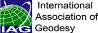 International
Association of
Geodesy
IAG